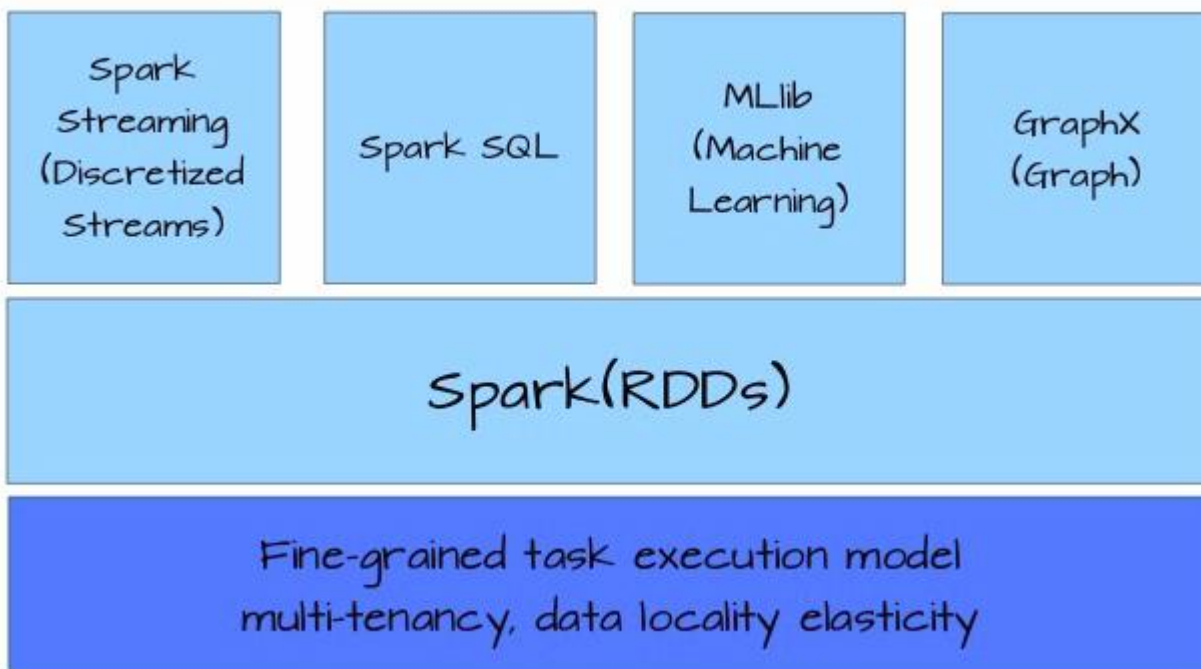 Spark
Streaming
(Discretized
Streams)
Spark SQL
MLlib
(Machine
Learning)
GraphX
(Graph)
Spark(RDDs)
Fine-grained task execution model
multi-tenancy, data locality elasticity